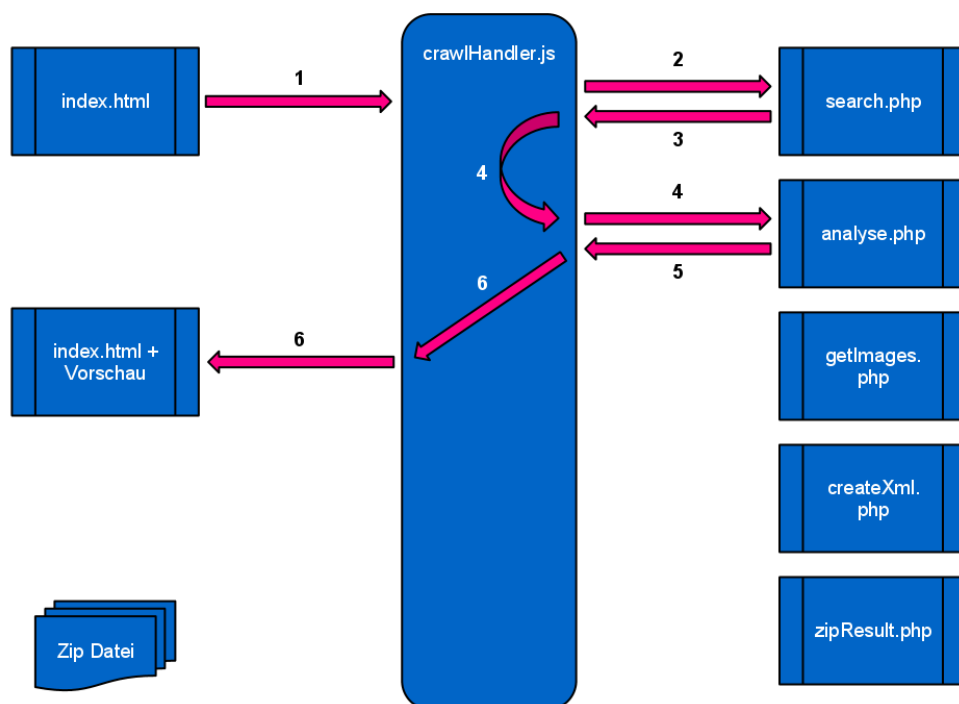 crawlHandler.js
index.html
1
2
search.php
3
4
4
analyse.php
5
6
index.html +
Vorschau
6
getImages.
php
createXml.
php
Zip Datei
zipResult.php